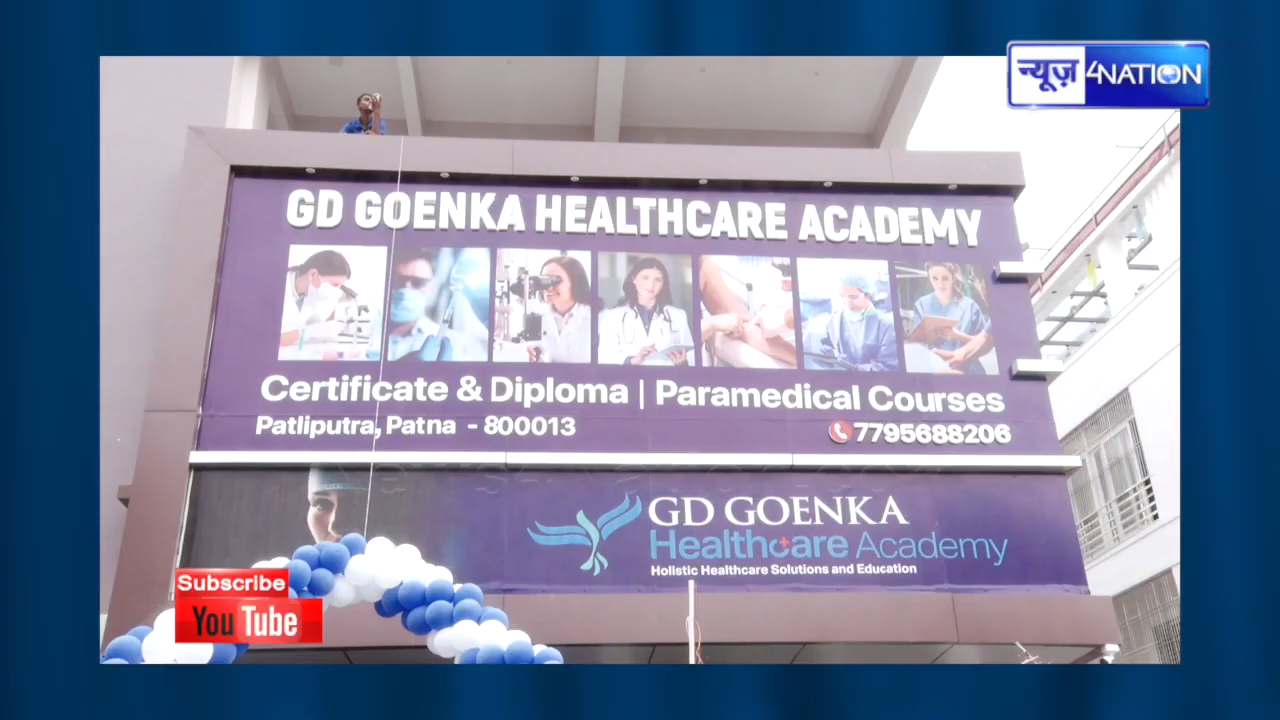 न्यूज़ 4NATION
GD GOENKA HEALTHCARE ACADEMY
Certificate & Diploma | Paramedical Courses
Patliputra, Patna - 800013
7795688206
GD GOENKA
Healthcare Academy
Holistic Healthcare Solutions and Education
Subscribe
YouTube